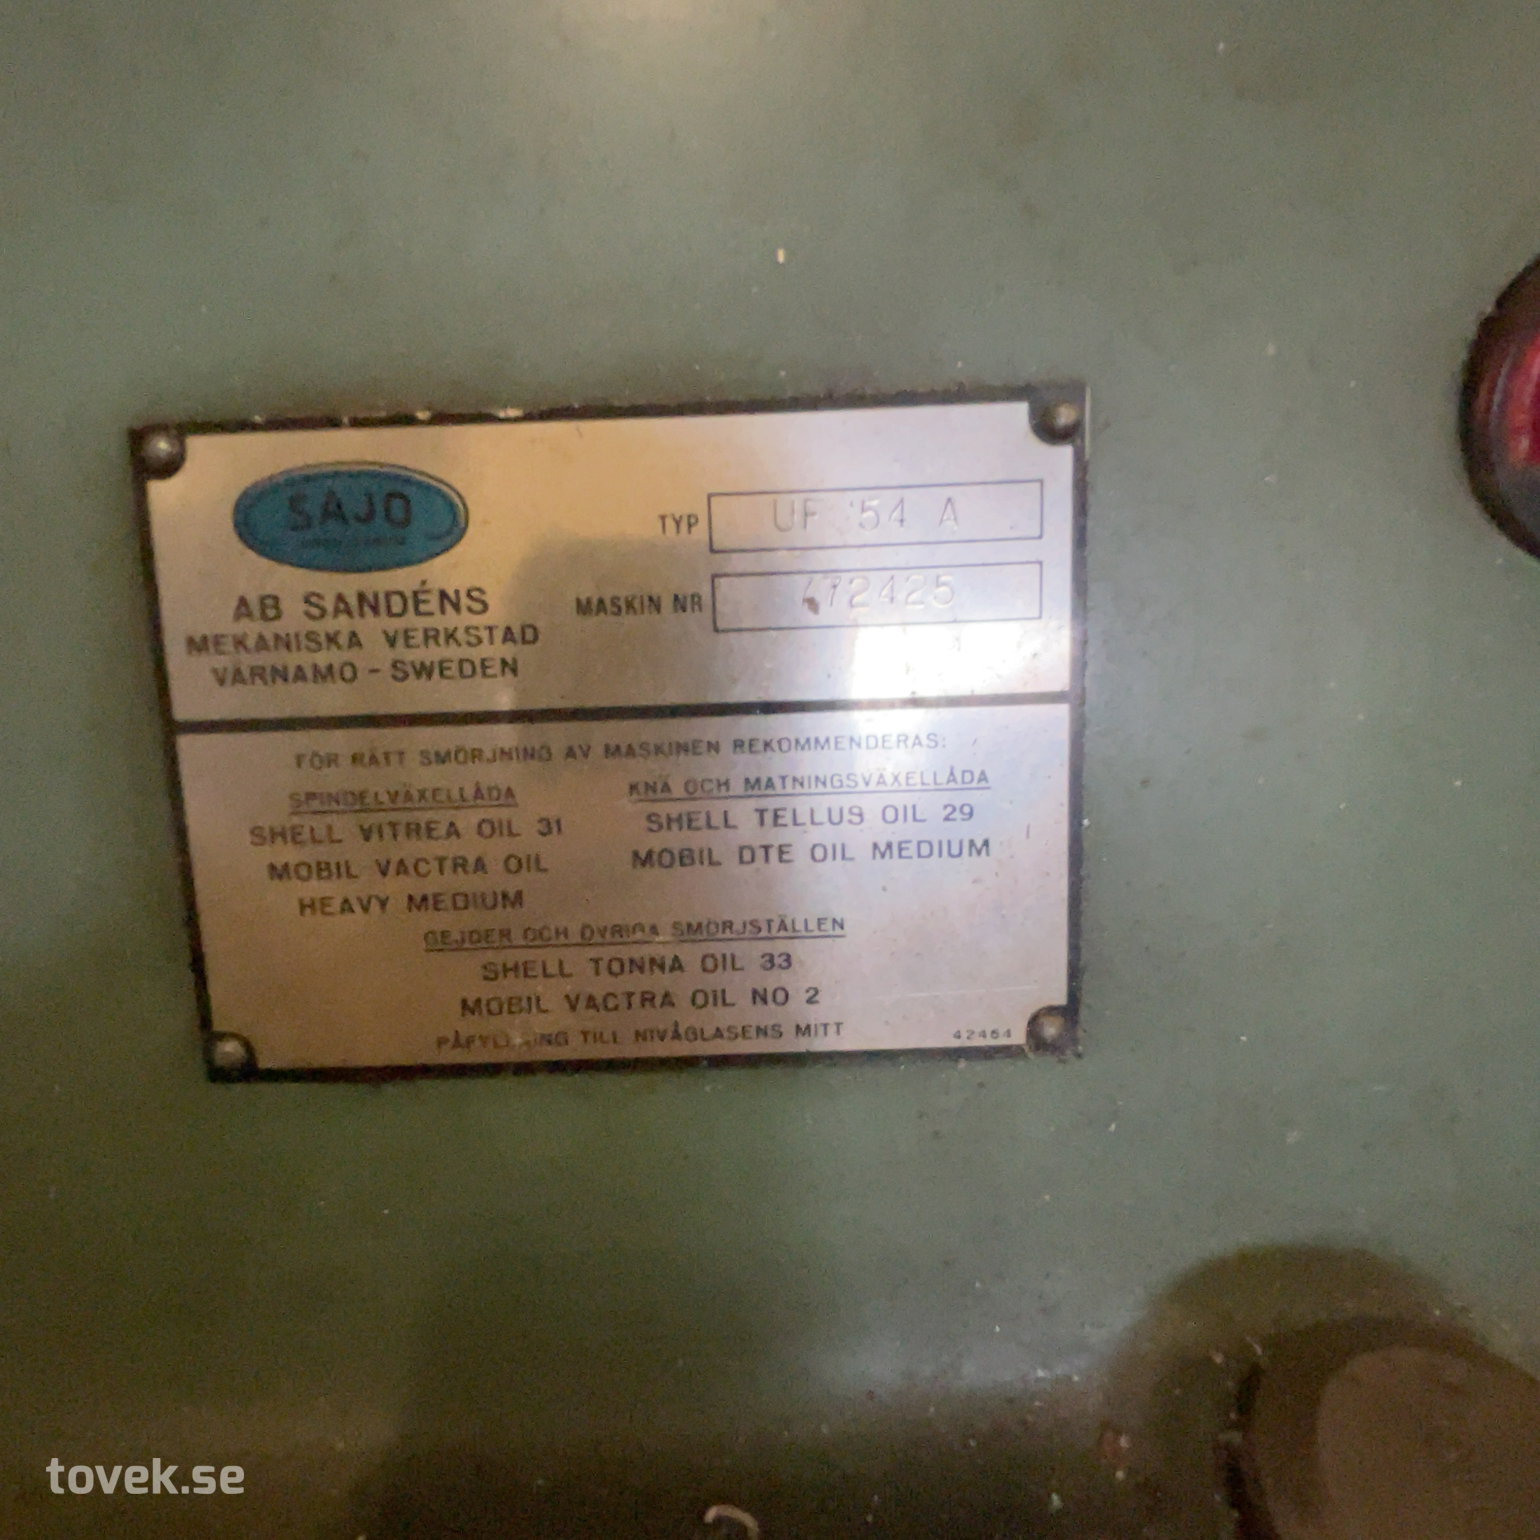 SAJO
AB SANDÉNS
MEKANISKA VERKSTAD
VÄRNAMO - SWEDEN
TYP UF 54 A
MASKIN NR 472425
FÖR RÄTT SMÖRJNING AV MASKINEN REKOMMENDERAS:
SPINDELVÄXELLÅDA
SHELL VITREA OIL 31
MOBIL VACTRA OIL
HEAVY MEDIUM
KNÄ OCH MATNINGSVÄXELLÅDA
SHELL TELLUS OIL 29
MOBIL DTE OIL MEDIUM
GEJDER OCH ÖVRIGA SMÖRJSTÄLLEN
SHELL TONNA OIL 33
MOBIL VACTRA OIL NO 2
PÅFYLLNING TILL NIVÅGLASENS MITT
42464
tovek.se